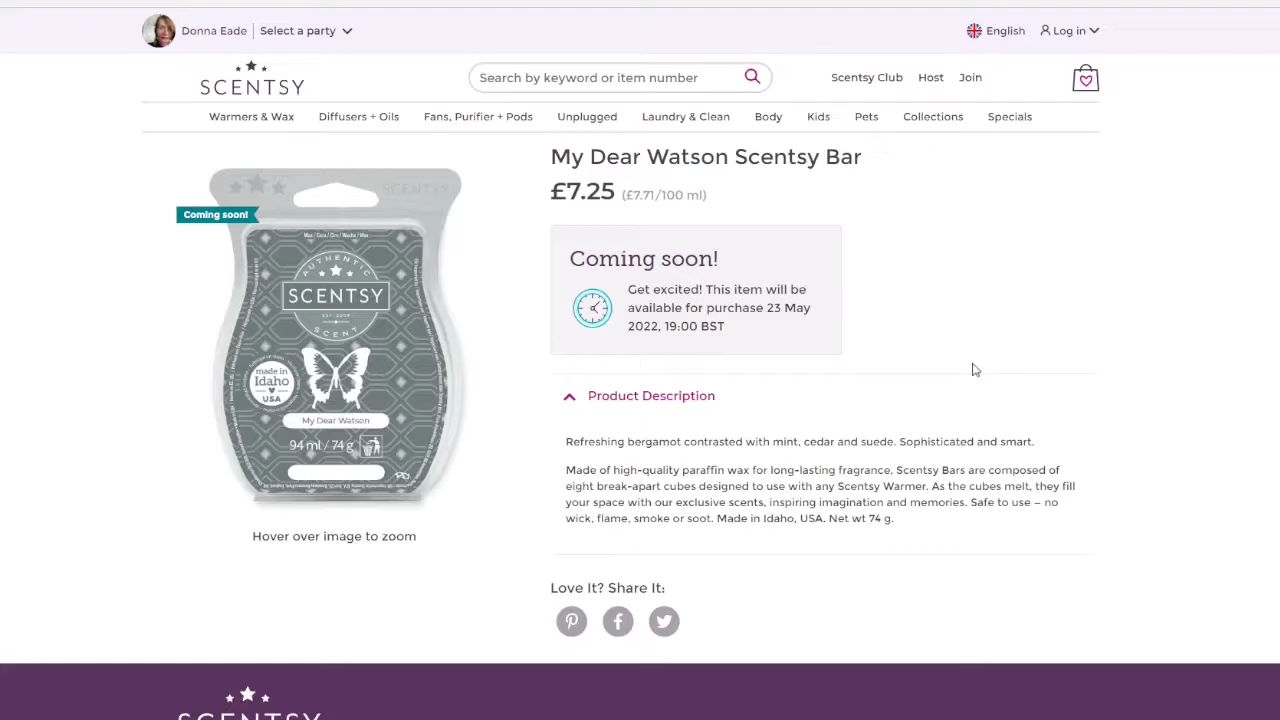 Donna Eade Select a party
English Log in
SCENTSY
Search by keyword or item number
Scentsy Club Host Join
Warmers & Wax Diffusers + Oils Fans, Purifier + Pods Unplugged Laundry & Clean Body Kids Pets Collections Specials
My Dear Watson Scentsy Bar
£7.25 (£7.71/100 ml)
Coming soon!
SCENTSY
AUTHENTIC
SCENTSY
SCENT
made in
Idaho
USA
My Dear Watson
94 ml / 74 g
Hover over image to zoom
Coming soon!
Get excited! This item will be
available for purchase 23 May
2022, 19:00 BST
Product Description
Refreshing bergamot contrasted with mint, cedar and suede. Sophisticated and smart.
Made of high-quality paraffin wax for long-lasting fragrance, Scentsy Bars are composed of
eight break-apart cubes designed to use with any Scentsy Warmer. As the cubes melt, they fill
your space with our exclusive scents, inspiring imagination and memories. Safe to use – no
wick, flame, smoke or soot. Made in Idaho, USA. Net wt 74 g.
Love It? Share It:
SCENTSY